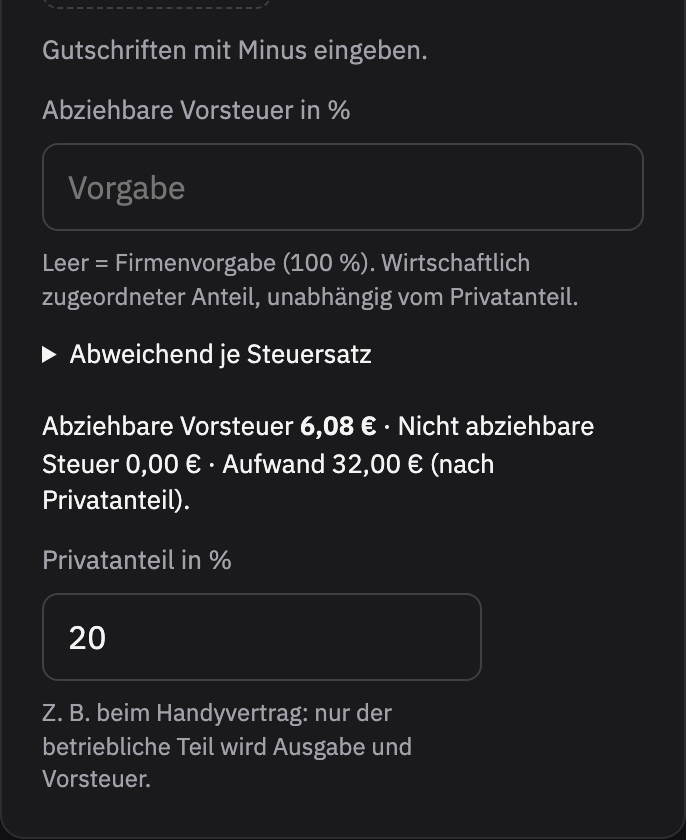 Gutschriften mit Minus eingeben.
Abziehbare Vorsteuer in %
Vorgabe
Leer = Firmenvorgabe (100 %). Wirtschaftlich
zugeordneter Anteil, unabhängig vom Privatanteil.
▶ Abweichend je Steuersatz
Abziehbare Vorsteuer 6,08 € · Nicht abziehbare
Steuer 0,00 € · Aufwand 32,00 € (nach
Privatanteil).
Privatanteil in %
20
Z. B. beim Handyvertrag: nur der
betriebliche Teil wird Ausgabe und
Vorsteuer.